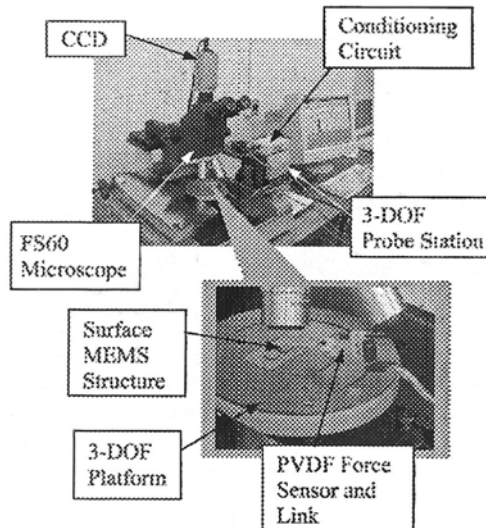 CCD
Conditioning
Circuit
FS60
Microscope
3-DOF
Probe Station
Surface
MEMS
Structure
3-DOF
Platform
PVDF Force
Sensor and
Link